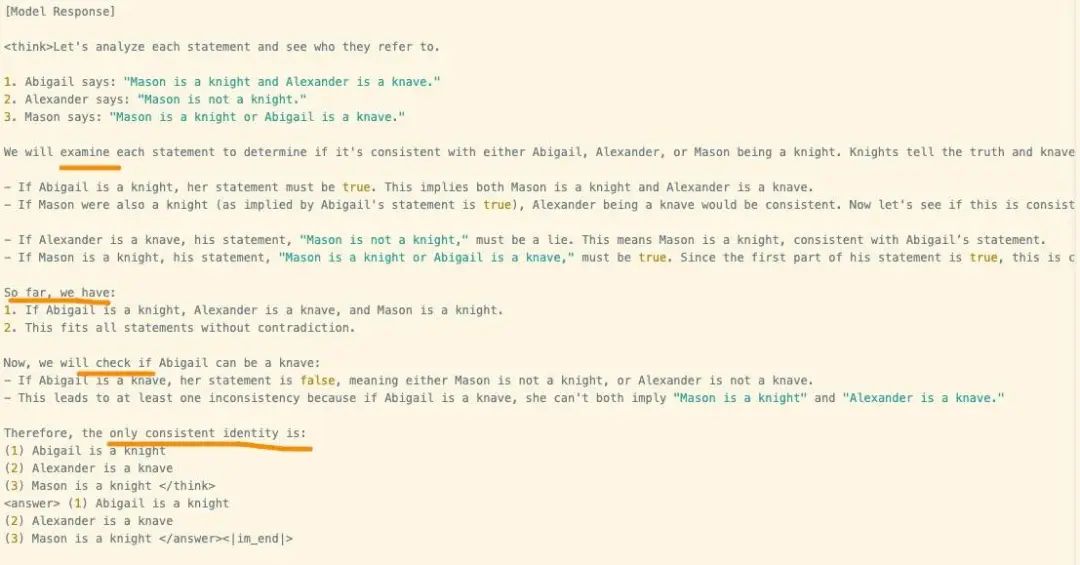 [Model Response]
<think>Let's analyze each statement and see who they refer to.
1. Abigail says: "Mason is a knight and Alexander is a knave."
2. Alexander says: "Mason is not a knight."
3. Mason says: "Mason is a knight or Abigail is a knave."
We will examine each statement to determine if it's consistent with either Abigail, Alexander, or Mason being a knight. Knights tell the truth and knave
– If Abigail is a knight, her statement must be true. This implies both Mason is a knight and Alexander is a knave.
– If Mason were also a knight (as implied by Abigail's statement is true), Alexander being a knave would be consistent. Now let's see if this is consist
– If Alexander is a knave, his statement, "Mason is not a knight," must be a lie. This means Mason is a knight, consistent with Abigail’s statement.
– If Mason is a knight, his statement, "Mason is a knight or Abigail is a knave," must be true. Since the first part of his statement is true, this is c
So far, we have:
1. If Abigail is a knight, Alexander is a knave, and Mason is a knight.
2. This fits all statements without contradiction.
Now, we will check if Abigail can be a knave:
– If Abigail is a knave, her statement is false, meaning either Mason is not a knight, or Alexander is not a knave.
– This leads to at least one inconsistency because if Abigail is a knave, she can't both imply "Mason is a knight" and "Alexander is a knave."
Therefore, the only consistent identity is:
(1) Abigail is a knight
(2) Alexander is a knave
(3) Mason is a knight </think>
<answer> (1) Abigail is a knight
(2) Alexander is a knave
(3) Mason is a knight </answer><|im_end|>